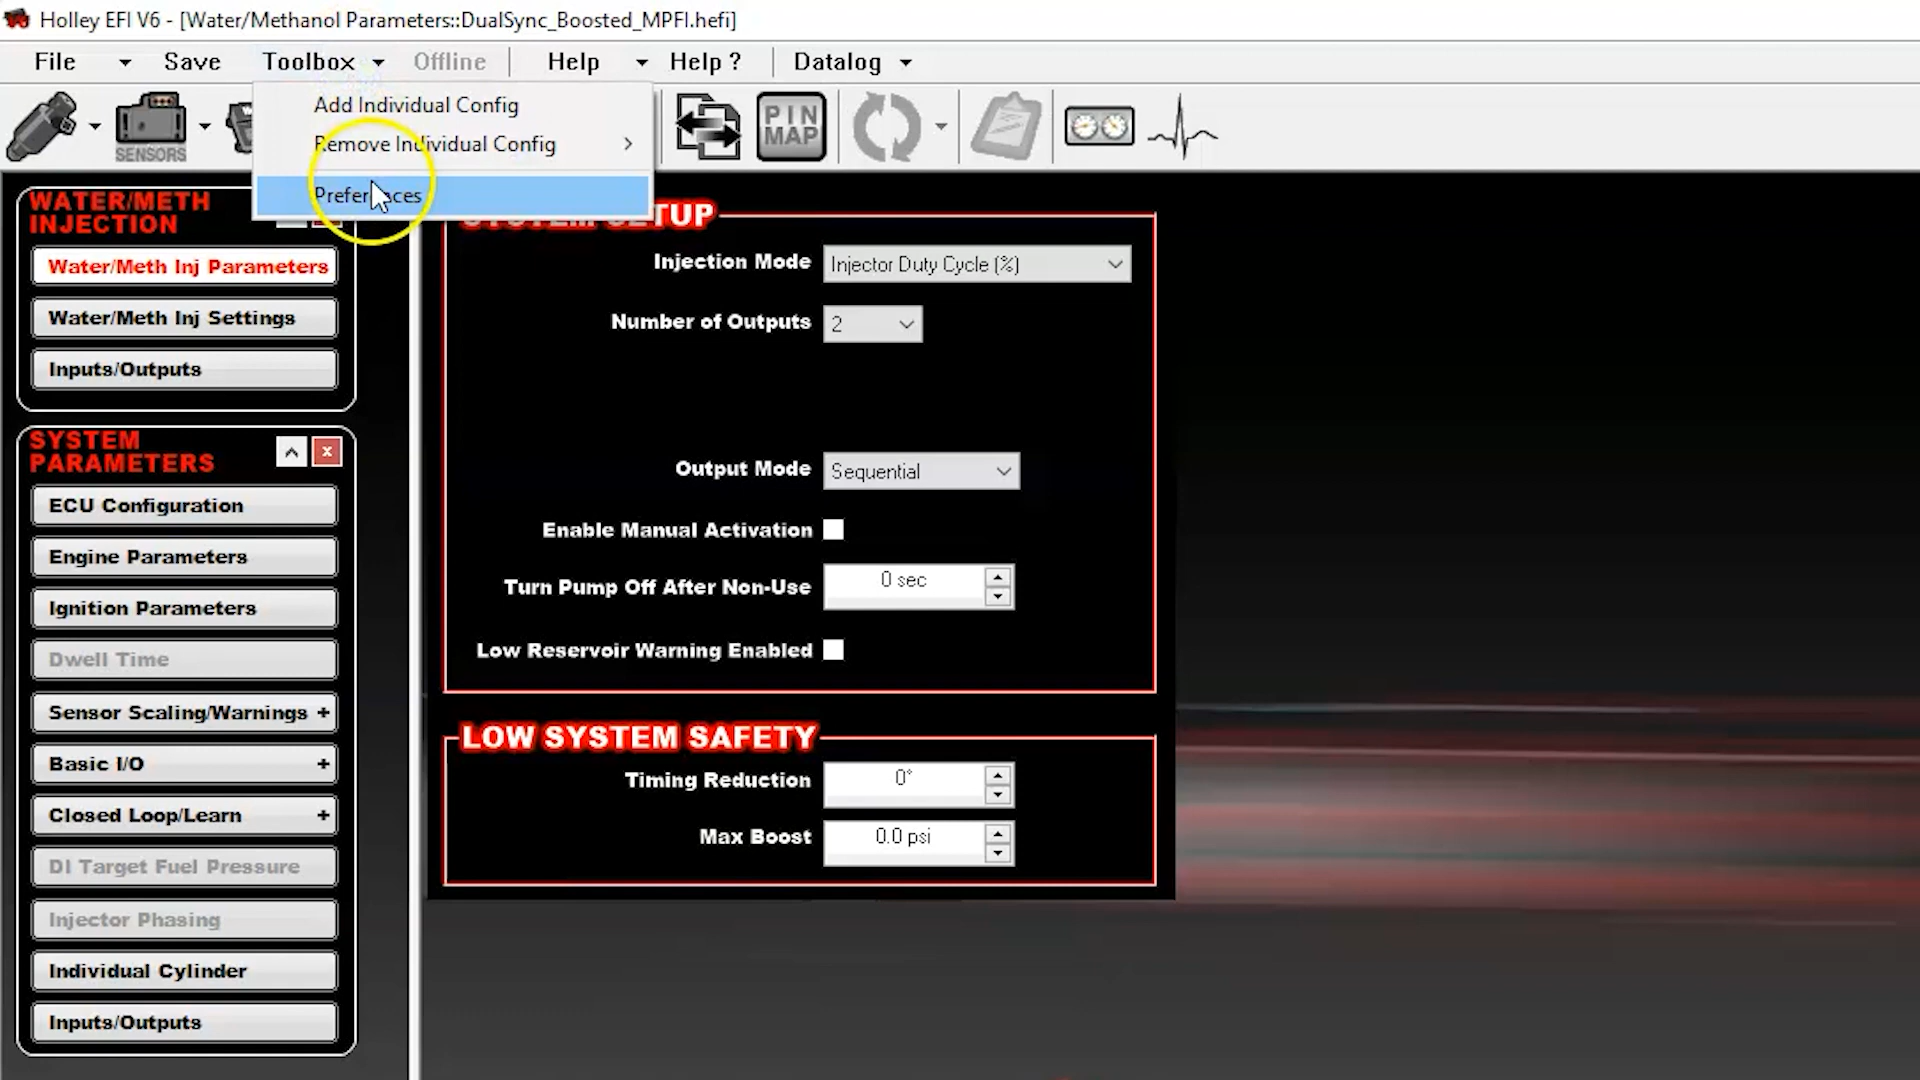 Holley EFI V6 - [Water/Methanol Parameters::DualSync_Boosted_MPFI.hefi]
File Save Toolbox Offline Help Help ? Datalog
Add Individual Config
Remove Individual Config
Preferences
SENSORS
PIN
MAP
WATER/METH
INJECTION
Water/Meth Inj Parameters
Water/Meth Inj Settings
Inputs/Outputs
SYSTEM
PARAMETERS
ECU Configuration
Engine Parameters
Ignition Parameters
Dwell Time
Sensor Scaling/Warnings +
Basic I/O +
Closed Loop/Learn +
DI Target Fuel Pressure
Injector Phasing
Individual Cylinder
Inputs/Outputs
SYSTEM SETUP
Injection Mode Injector Duty Cycle (%)
Number of Outputs 2
Output Mode Sequential
Enable Manual Activation
Turn Pump Off After Non-Use 0 sec
Low Reservoir Warning Enabled
LOW SYSTEM SAFETY
Timing Reduction 0°
Max Boost 0.0 psi